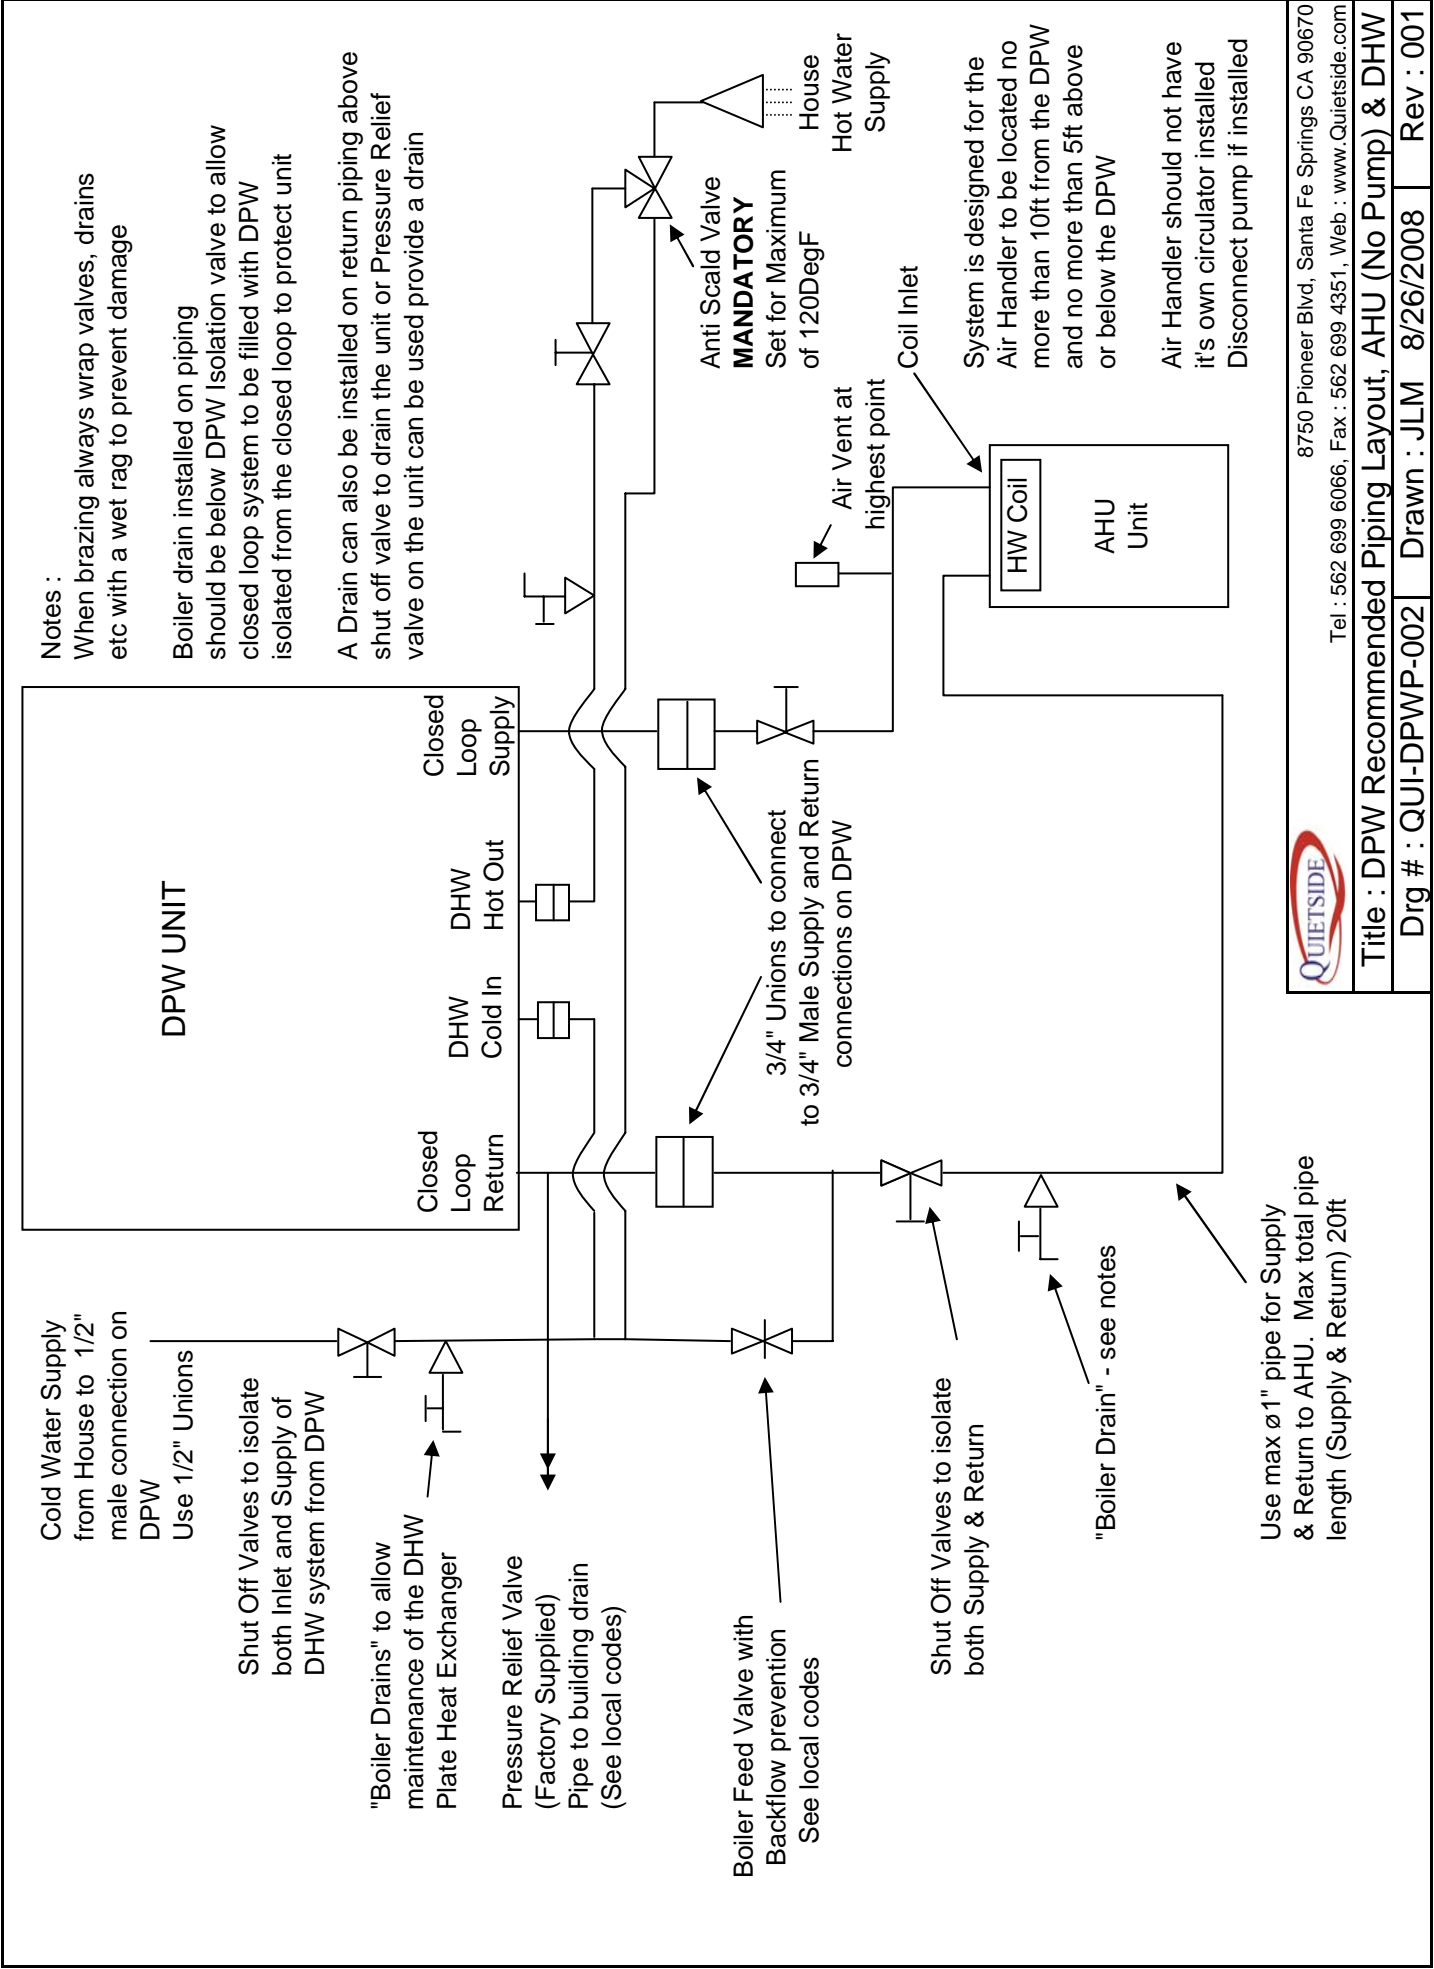 Cold Water Supply
from House to 1/2"
male connection on
DPW
Use 1/2" Unions
Shut Off Valves to isolate
both Inlet and Supply of
DHW system from DPW
"Boiler Drains" to allow
maintenance of the DHW
Plate Heat Exchanger
Pressure Relief Valve
(Factory Supplied)
Pipe to building drain
(See local codes)
Boiler Feed Valve with
Backflow prevention
See local codes
Shut Off Valves to isolate
both Supply & Return
"Boiler Drain" - see notes
Use max ø1" pipe for Supply
& Return to AHU. Max total pipe
length (Supply & Return) 20ft
DPW UNIT
Closed
Loop
Return
DHW
Cold In
DHW
Hot Out
Closed
Loop
Supply
3/4" Unions to connect
to 3/4" Male Supply and Return
connections on DPW
Notes :
When brazing always wrap valves, drains
etc with a wet rag to prevent damage
Boiler drain installed on piping
should be below DPW Isolation valve to allow
closed loop system to be filled with DPW
isolated from the closed loop to protect unit
A Drain can also be installed on return piping above
shut off valve to drain the unit or Pressure Relief
valve on the unit can be used provide a drain
House
Hot Water
Supply
Anti Scald Valve
MANDATORY
Set for Maximum
of 120DegF
Air Vent at
highest point
Coil Inlet
HW Coil
AHU
Unit
System is designed for the
Air Handler to be located no
more than 10ft from the DPW
and no more than 5ft above
or below the DPW
Air Handler should not have
it's own circulator installed
Disconnect pump if installed
QUIETSIDE
8750 Pioneer Blvd, Santa Fe Springs CA 90670
Tel : 562 699 6066, Fax : 562 699 4351, Web : www.Quietside.com
Title : DPW Recommended Piping Layout, AHU (No Pump) & DHW
Drg # : QUI-DPWP-002 Drawn : JLM 8/26/2008 Rev : 001